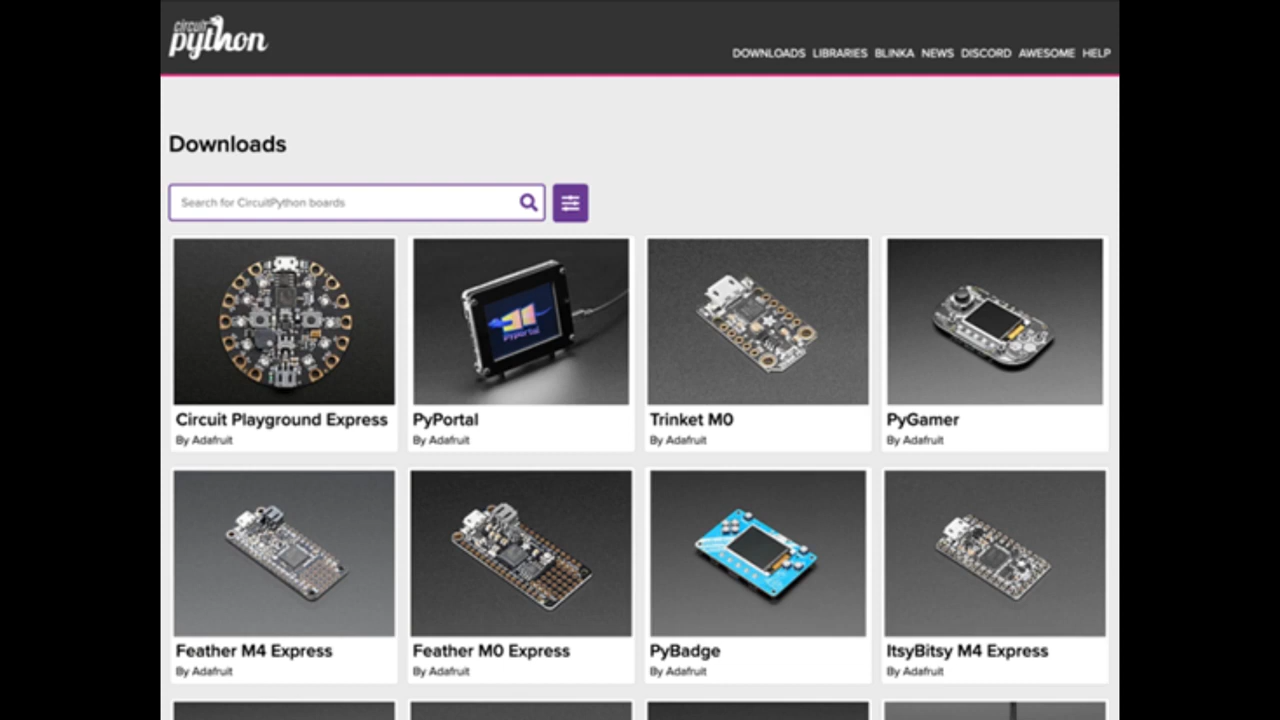 circuit
python
DOWNLOADS LIBRARIES BLINKA NEWS DISCORD AWESOME HELP
Downloads
Search for CircuitPython boards
PyPortal
Circuit Playground Express PyPortal Trinket M0 PyGamer
By Adafruit By Adafruit By Adafruit By Adafruit
Feather M4 Express Feather M0 Express PyBadge ItsyBitsy M4 Express
By Adafruit By Adafruit By Adafruit By Adafruit